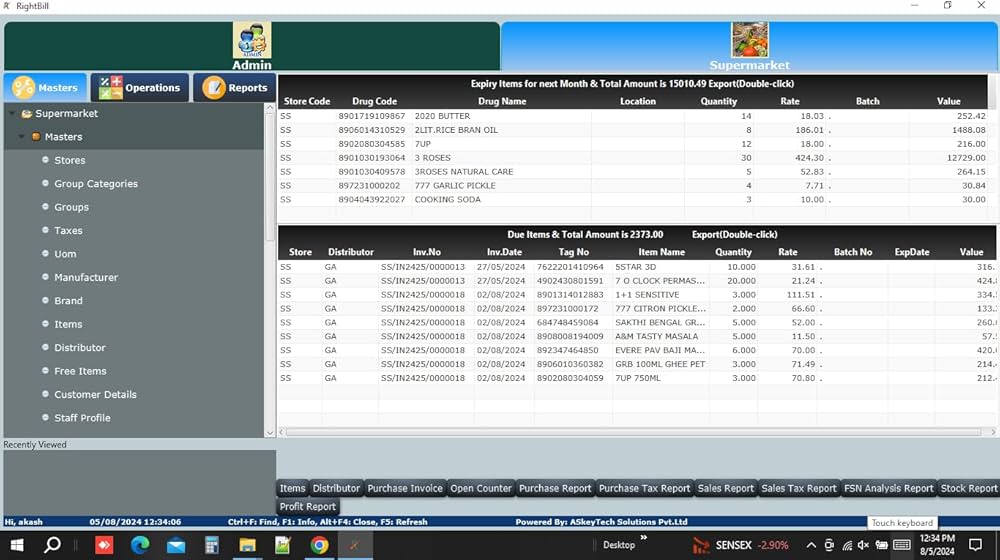 RightBill
ADMIN
Admin
Supermarket
Masters Operations Reports
Supermarket
Masters
Stores
Group Categories
Groups
Taxes
Uom
Manufacturer
Brand
Items
Distributor
Free Items
Customer Details
Staff Profile
Recently Viewed
Expiry Items for next Month & Total Amount is 15010.49 Export(Double-click)
Store Code Drug Code Drug Name Location Quantity Rate Batch Value
SS 8901719109867 2020 BUTTER 14 18.03 . 252.42
SS 8906014310529 2LIT.RICE BRAN OIL 8 186.01 . 1488.08
SS 8902080304585 7UP 12 18.00 . 216.00
SS 8901030193064 3 ROSES 30 424.30 . 12729.00
SS 8901030409578 3ROSES NATURAL CARE 5 52.83 . 264.15
SS 897231000202 777 GARLIC PICKLE 4 7.71 . 30.84
SS 8904043922027 COOKING SODA 3 10.00 . 30.00
Due Items & Total Amount is 2373.00 Export(Double-click)
Store Distributor Inv.No Inv.Date Tag No Item Name Quantity Rate Batch No ExpDate Value
SS GA SS/IN2425/0000013 27/05/2024 7622201410964 5STAR 3D 10.000 31.61 . 316.
SS GA SS/IN2425/0000013 27/05/2024 4902430801591 7 O CLOCK PERMAS... 20.000 21.24 . 424.
SS GA SS/IN2425/0000018 02/08/2024 8901314012883 1+1 SENSITIVE 3.000 111.51 . 334.
SS GA SS/IN2425/0000018 02/08/2024 897231000172 777 CITRON PICKLE... 2.000 66.60 . 133.
SS GA SS/IN2425/0000018 02/08/2024 684748459084 SAKTHI BENGAL GR... 5.000 52.00 . 260.
SS GA SS/IN2425/0000018 02/08/2024 8908008194009 A&M TASTY MASALA 5.000 11.50 . 57.
SS GA SS/IN2425/0000018 02/08/2024 892347464850 EVERE PAV BAJI MA... 6.000 70.00 . 420.
SS GA SS/IN2425/0000018 02/08/2024 8906010360382 GRB 100ML GHEE PET 3.000 71.49 . 214.
SS GA SS/IN2425/0000018 02/08/2024 8902080304059 7UP 750ML 3.000 70.80 . 212.
Items Distributor Purchase Invoice Open Counter Purchase Report Purchase Tax Report Sales Report Sales Tax Report FSN Analysis Report Stock Report
Profit Report
Hi, akash 05/08/2024 12:34:06 Ctrl+F: Find, F1: Info, Alt+F4: Close, F5: Refresh Powered By: ASkeyTech Solutions Pvt.Ltd
Touch keyboard
Desktop SENSEX -2.90% 12:34 PM
8/5/2024